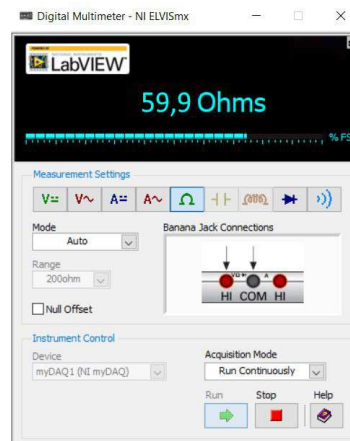 Digital Multimeter - NI ELVISmx
LabVIEW
59,9 Ohms
% FS
Measurement Settings
V= V~ A= A~ Ω
Mode
Banana Jack Connections
Auto
Range
200ohm
VΩ A
HI COM HI
Null Offset
Instrument Control
Device
Acquisition Mode
myDAQ1 (NI myDAQ)
Run Continuously
Run Stop Help